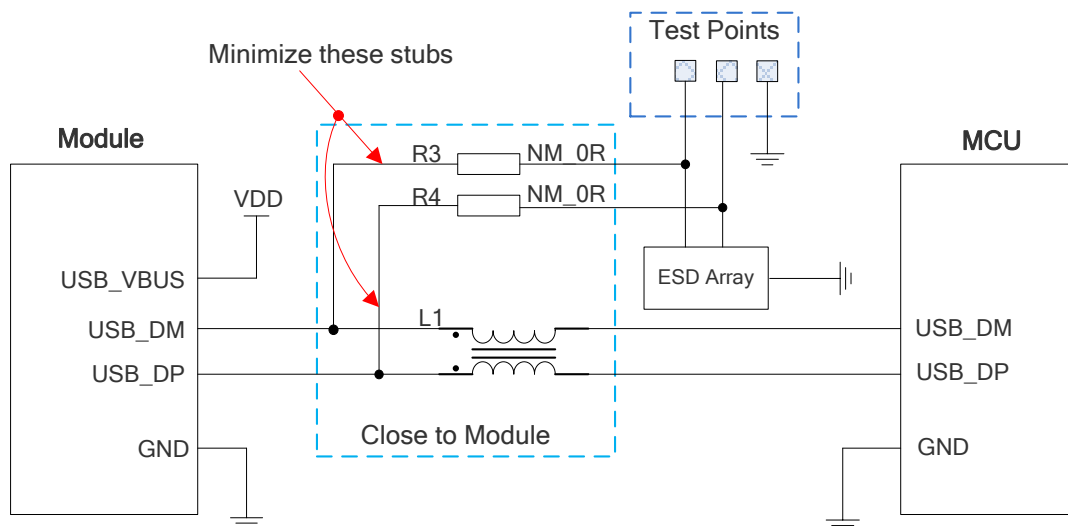 Minimize these stubs
Test Points
Module
MCU
R3
NM_0R
R4
NM_0R
VDD
USB_VBUS
ESD Array
L1
USB_DM
USB_DM
USB_DP
USB_DP
Close to Module
GND
GND